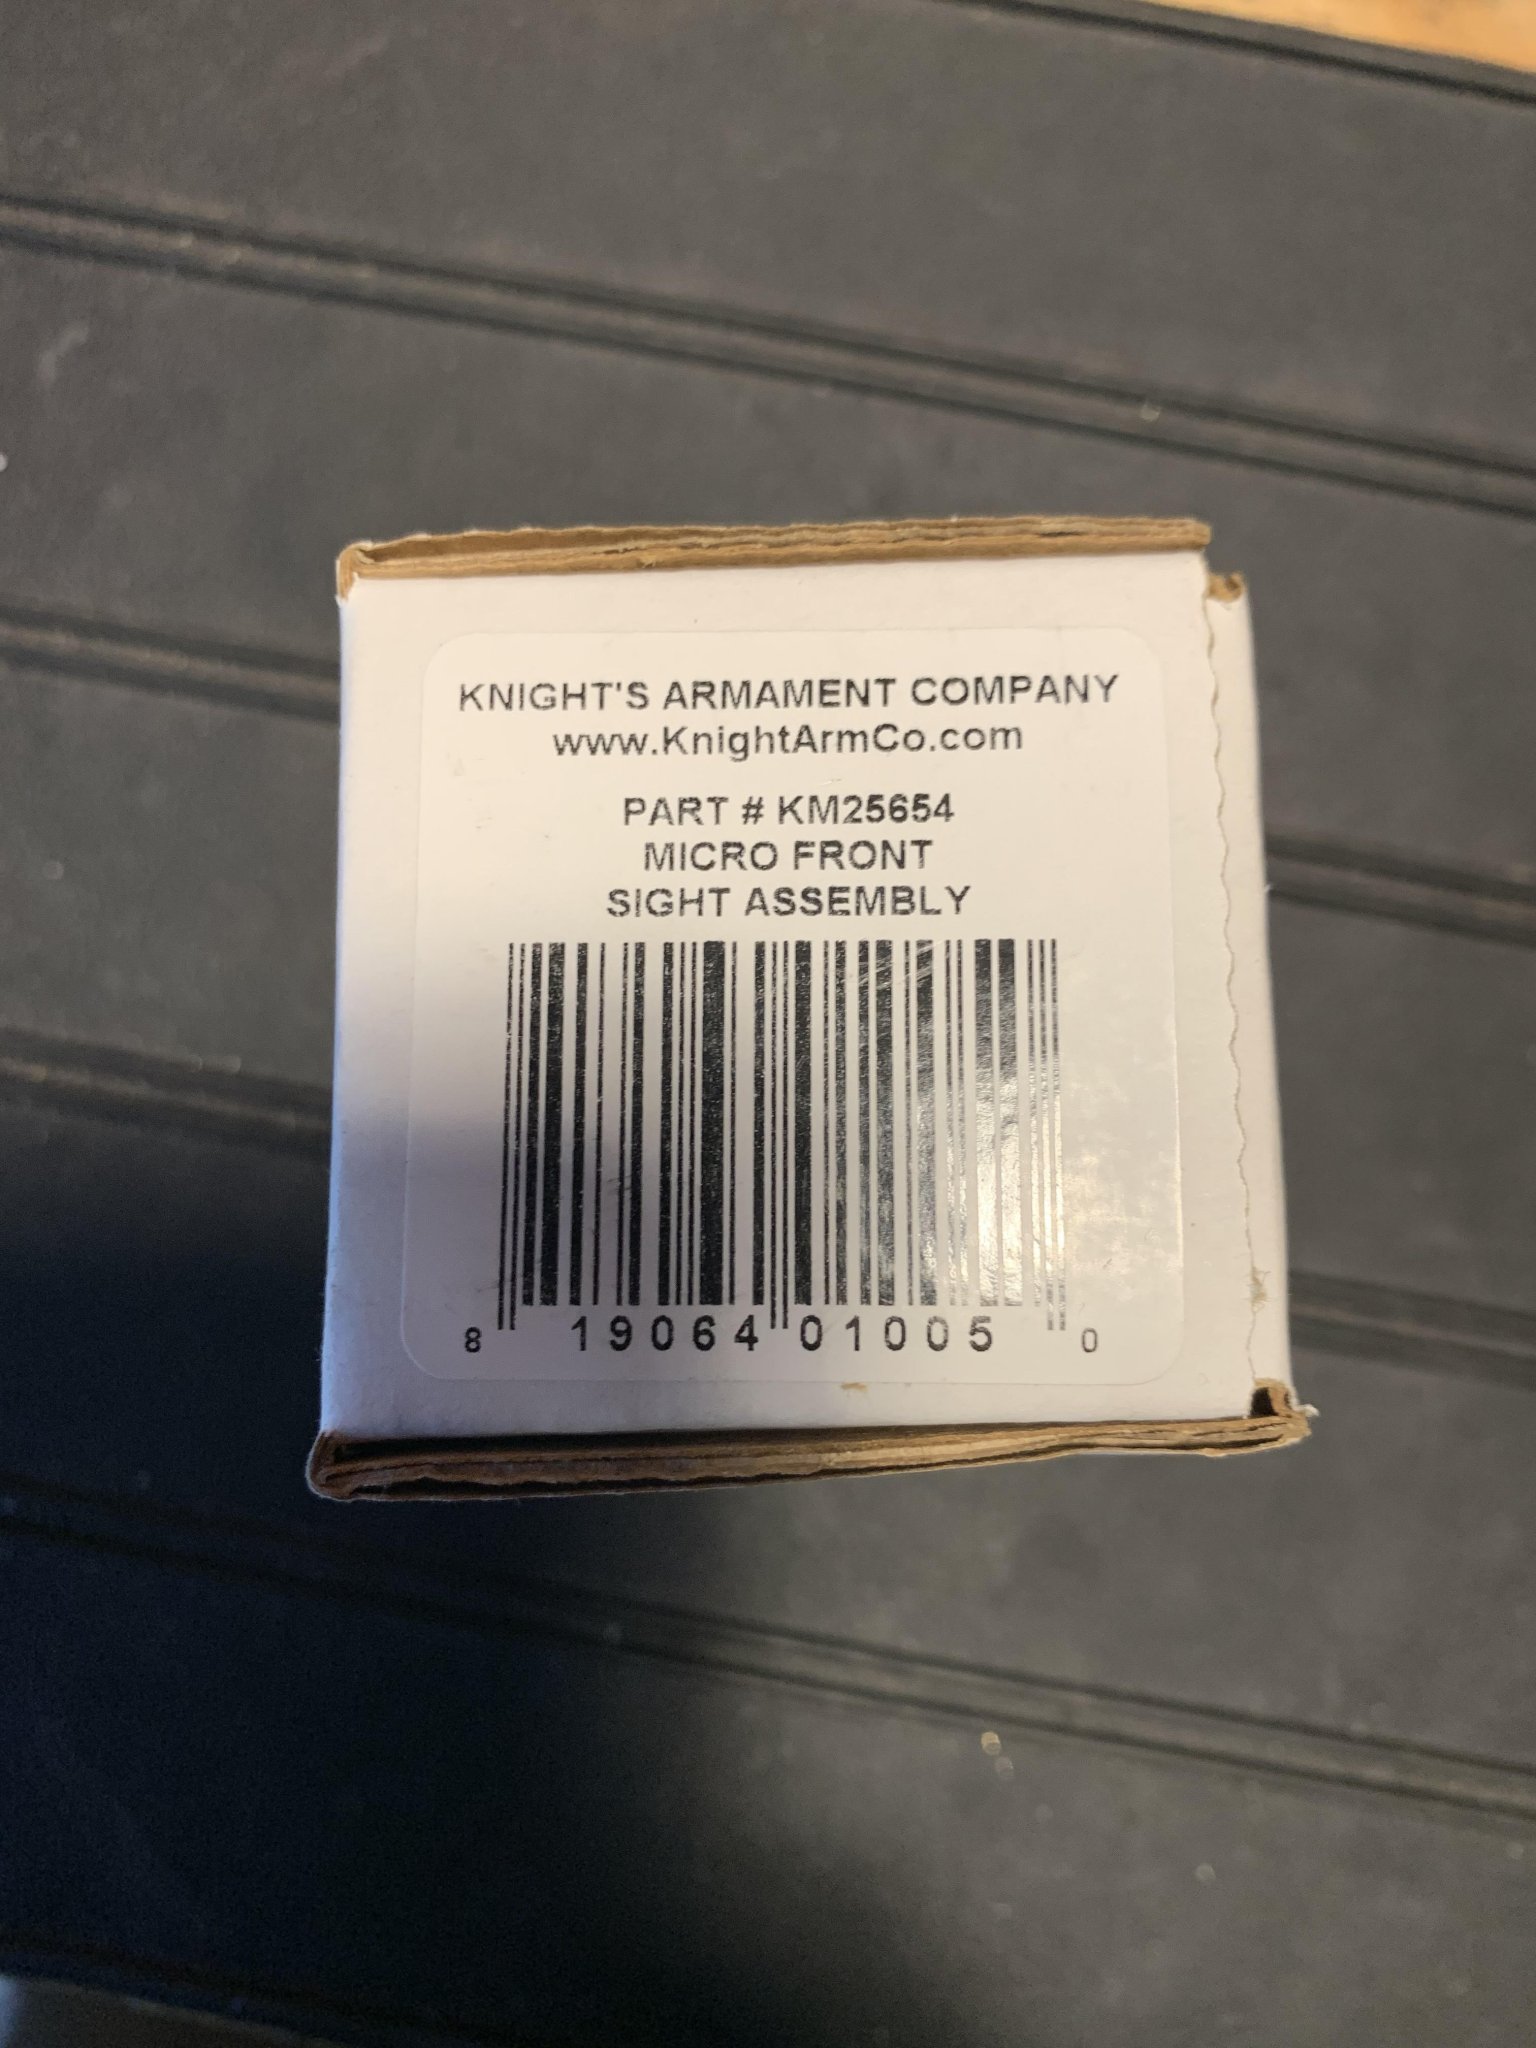 KNIGHT'S ARMAMENT COMPANY
www.KnightArmCo.com
PART # KM25654
MICRO FRONT
SIGHT ASSEMBLY
8 19064 01005 0